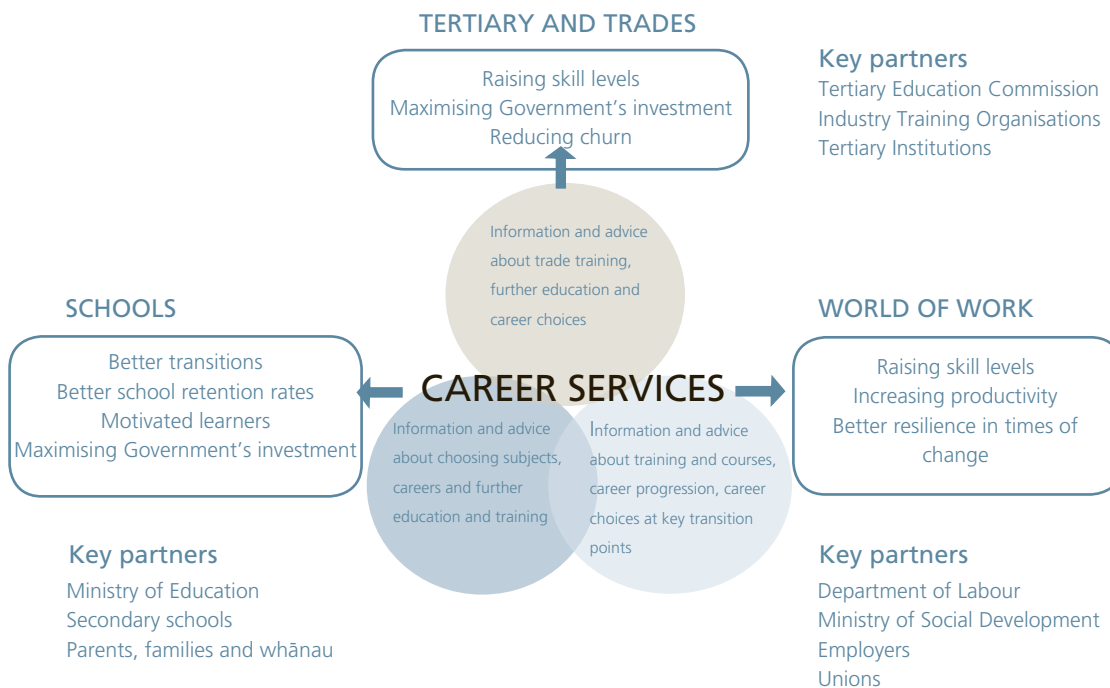 TERTIARY AND TRADES
Raising skill levels
Maximising Government's investment
Reducing churn
Key partners
Tertiary Education Commission
Industry Training Organisations
Tertiary Institutions
Information and advice
about trade training,
further education and
career choices
SCHOOLS
Better transitions
Better school retention rates
Motivated learners
Maximising Government's investment
CAREER SERVICES
WORLD OF WORK
Raising skill levels
Increasing productivity
Better resilience in times of
change
Information and advice
about choosing subjects,
careers and further
education and training
Information and advice
about training and courses,
career progression, career
choices at key transition
points
Key partners
Ministry of Education
Secondary schools
Parents, families and whānau
Key partners
Department of Labour
Ministry of Social Development
Employers
Unions